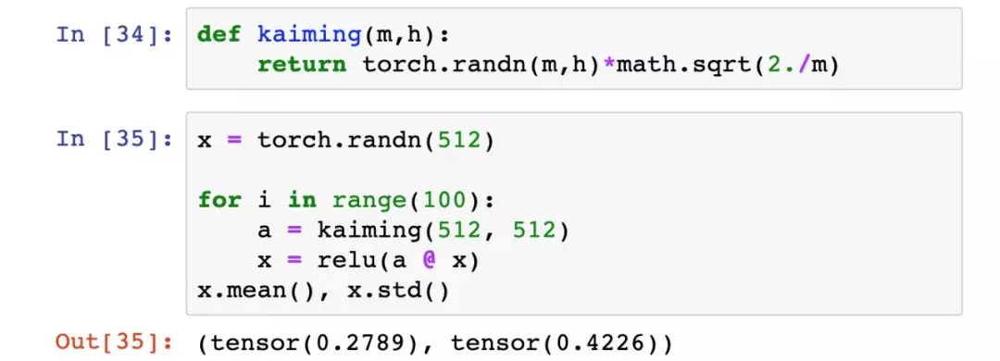 In [34]: def kaiming(m,h):
    return torch.randn(m,h)*math.sqrt(2./m)
In [35]: x = torch.randn(512)
for i in range(100):
    a = kaiming(512, 512)
    x = relu(a @ x)
x.mean(), x.std()
Out[35]: (tensor(0.2789), tensor(0.4226))